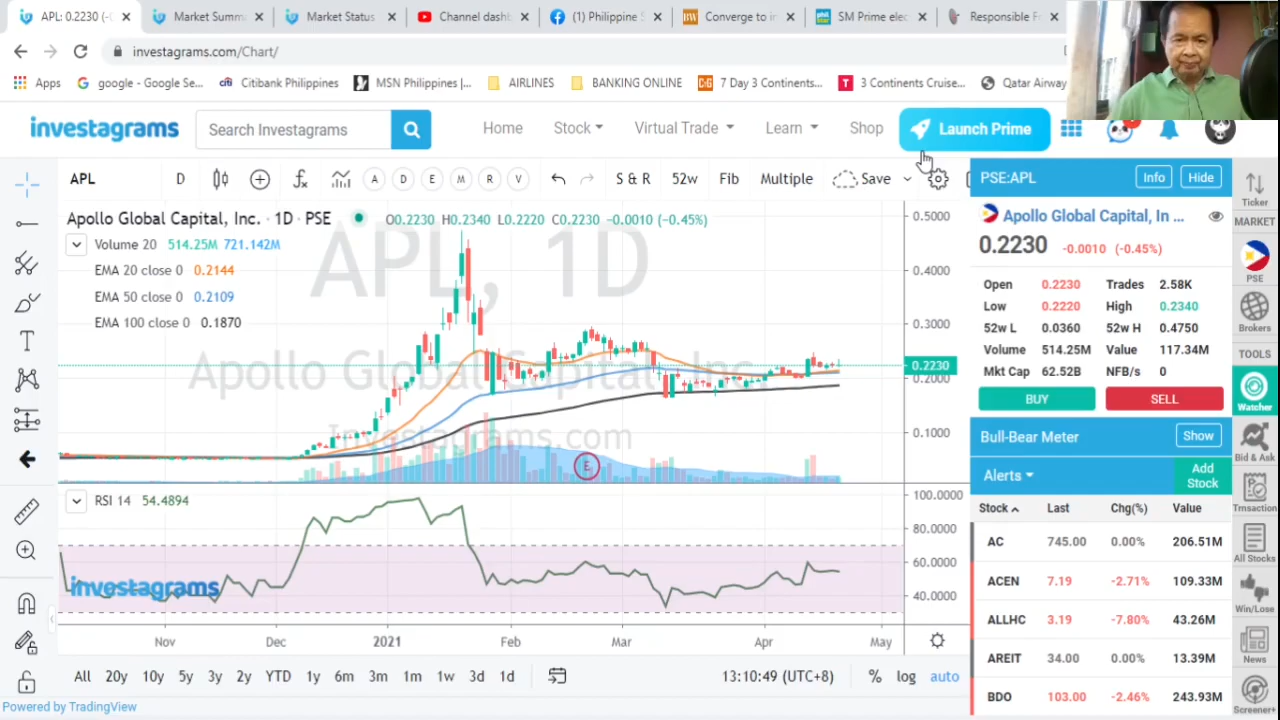 APL: 0.2230 (-0
Market Summ
Market Status
Channel dashb
(1) Philippine S
Converge to in
SM Prime elec
Responsible F
investagrams.com/Chart/
Apps
google - Google Se...
Citibank Philippines
MSN Philippines |...
AIRLINES
BANKING ONLINE
7 Day 3 Continents...
3 Continents Cruise...
Qatar Airway
investagrams
Search Investagrams
Home
Stock
Virtual Trade
Learn
Shop
Launch Prime
APL
D
A
D
E
M
R
V
S & R
52w
Fib
Multiple
Save
Apollo Global Capital, Inc. · 1D · PSE
O0.2230 H0.2340 L0.2220 C0.2230 -0.0010 (-0.45%)
Volume 20 514.25M 721.142M
EMA 20 close 0 0.2144
EMA 50 close 0 0.2109
EMA 100 close 0 0.1870
APL, 1D
Apollo Global Capital, Inc.
Investagrams.com
E
0.5000
0.4000
0.3000
0.2230
0.2000
0.1000
RSI 14 54.4894
investagrams
100.0000
80.0000
60.0000
40.0000
Nov
Dec
2021
Feb
Mar
Apr
May
All
20y
10y
5y
3y
2y
YTD
1y
6m
3m
1m
1w
3d
1d
13:10:49 (UTC+8)
%
log
auto
Powered by TradingView
PSE:APL
Info
Hide
Apollo Global Capital, In ...
0.2230 -0.0010 (-0.45%)
Open 0.2230 Trades 2.58K
Low 0.2220 High 0.2340
52w L 0.0360 52w H 0.4750
Volume 514.25M Value 117.34M
Mkt Cap 62.52B NFB/s 0
BUY
SELL
Bull-Bear Meter
Show
Alerts
Add
Stock
Stock Last Chg(%) Value
AC 745.00 0.00% 206.51M
ACEN 7.19 -2.71% 109.33M
ALLHC 3.19 -7.80% 43.26M
AREIT 34.00 0.00% 13.39M
BDO 103.00 -2.46% 243.93M
Ticker
MARKET
PSE
Brokers
TOOLS
Watcher
Bid & Ask
Trnsaction
All Stocks
Win/Lose
News
Screener+